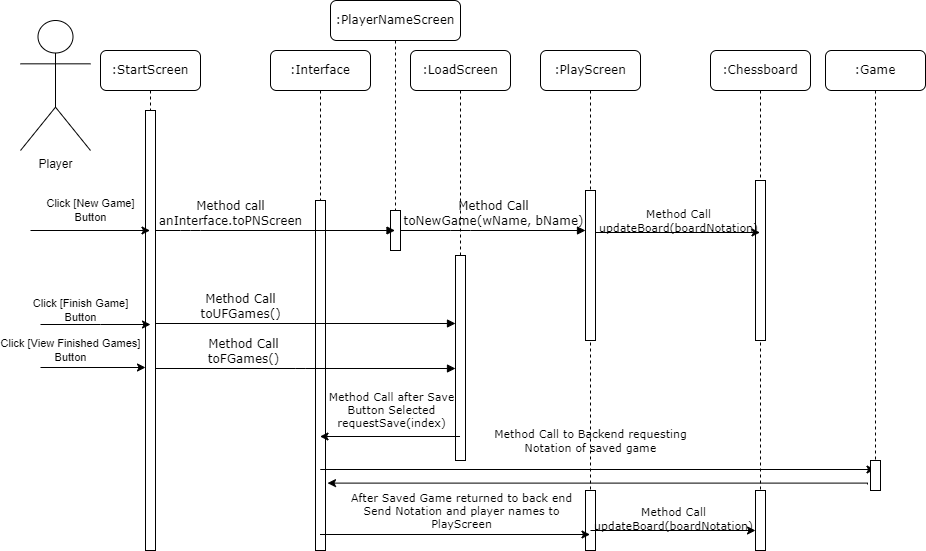 :PlayerNameScreen
:StartScreen
:Interface
:LoadScreen
:PlayScreen
:Chessboard
:Game
Player
Click [New Game]
Button
Method call
anInterface.toPNScreen
Method Call
toNewGame(wName, bName)
Method Call
updateBoard(boardNotation)
Click [Finish Game]
Button
Method Call
toUFGames()
Click [View Finished Games]
Button
Method Call
toFGames()
Method Call after Save
Button Selected
requestSave(index)
Method Call to Backend requesting
Notation of saved game
After Saved Game returned to back end
Send Notation and player names to
PlayScreen
Method Call
updateBoard(boardNotation)